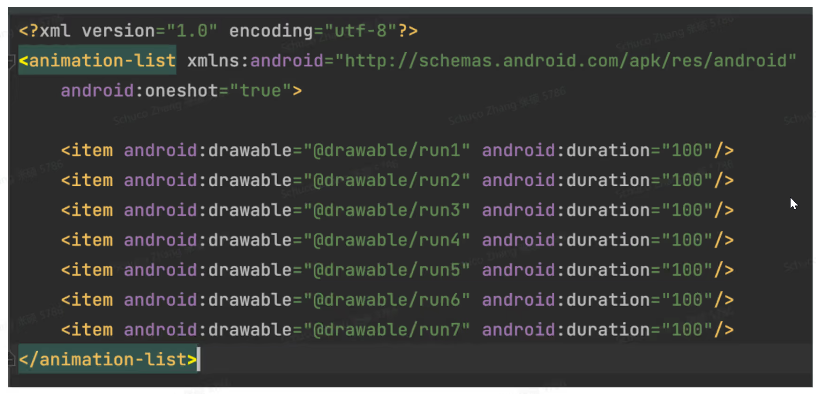 <?xml version="1.0" encoding="utf-8"?>
<animation-list xmlns:android="http://schemas.android.com/apk/res/android"
    android:oneshot="true">

    <item android:drawable="@drawable/run1" android:duration="100"/>
    <item android:drawable="@drawable/run2" android:duration="100"/>
    <item android:drawable="@drawable/run3" android:duration="100"/>
    <item android:drawable="@drawable/run4" android:duration="100"/>
    <item android:drawable="@drawable/run5" android:duration="100"/>
    <item android:drawable="@drawable/run6" android:duration="100"/>
    <item android:drawable="@drawable/run7" android:duration="100"/>
</animation-list>